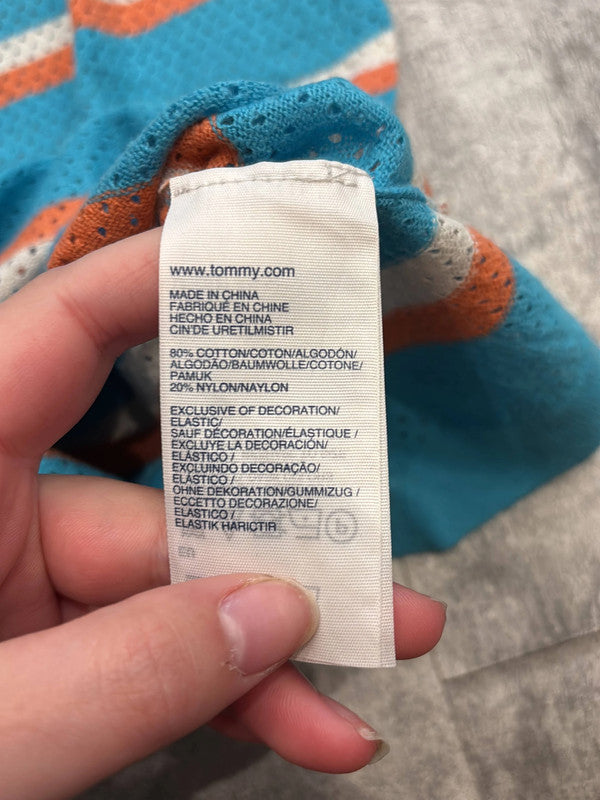 www.tommy.com
MADE IN CHINA
FABRIQUÉ EN CHINE
HECHO EN CHINA
CIN'DE URETILMISTIR
80% COTTON/COTON/ALGODÓN/
ALGODÃO/BAUMWOLLE/COTONE/
PAMUK
20% NYLON/NAYLON
EXCLUSIVE OF DECORATION/
ELASTIC/
SAUF DÉCORATION/ÉLASTIQUE /
EXCLUYE LA DECORACIÓN/
ELÁSTICO /
EXCLUINDO DECORAÇÃO/
ELÁSTICO /
OHNE DEKORATION/GUMMIZUG /
ECCETTO DECORAZIONE/
ELASTICO /
ELASTIK HARICTIR